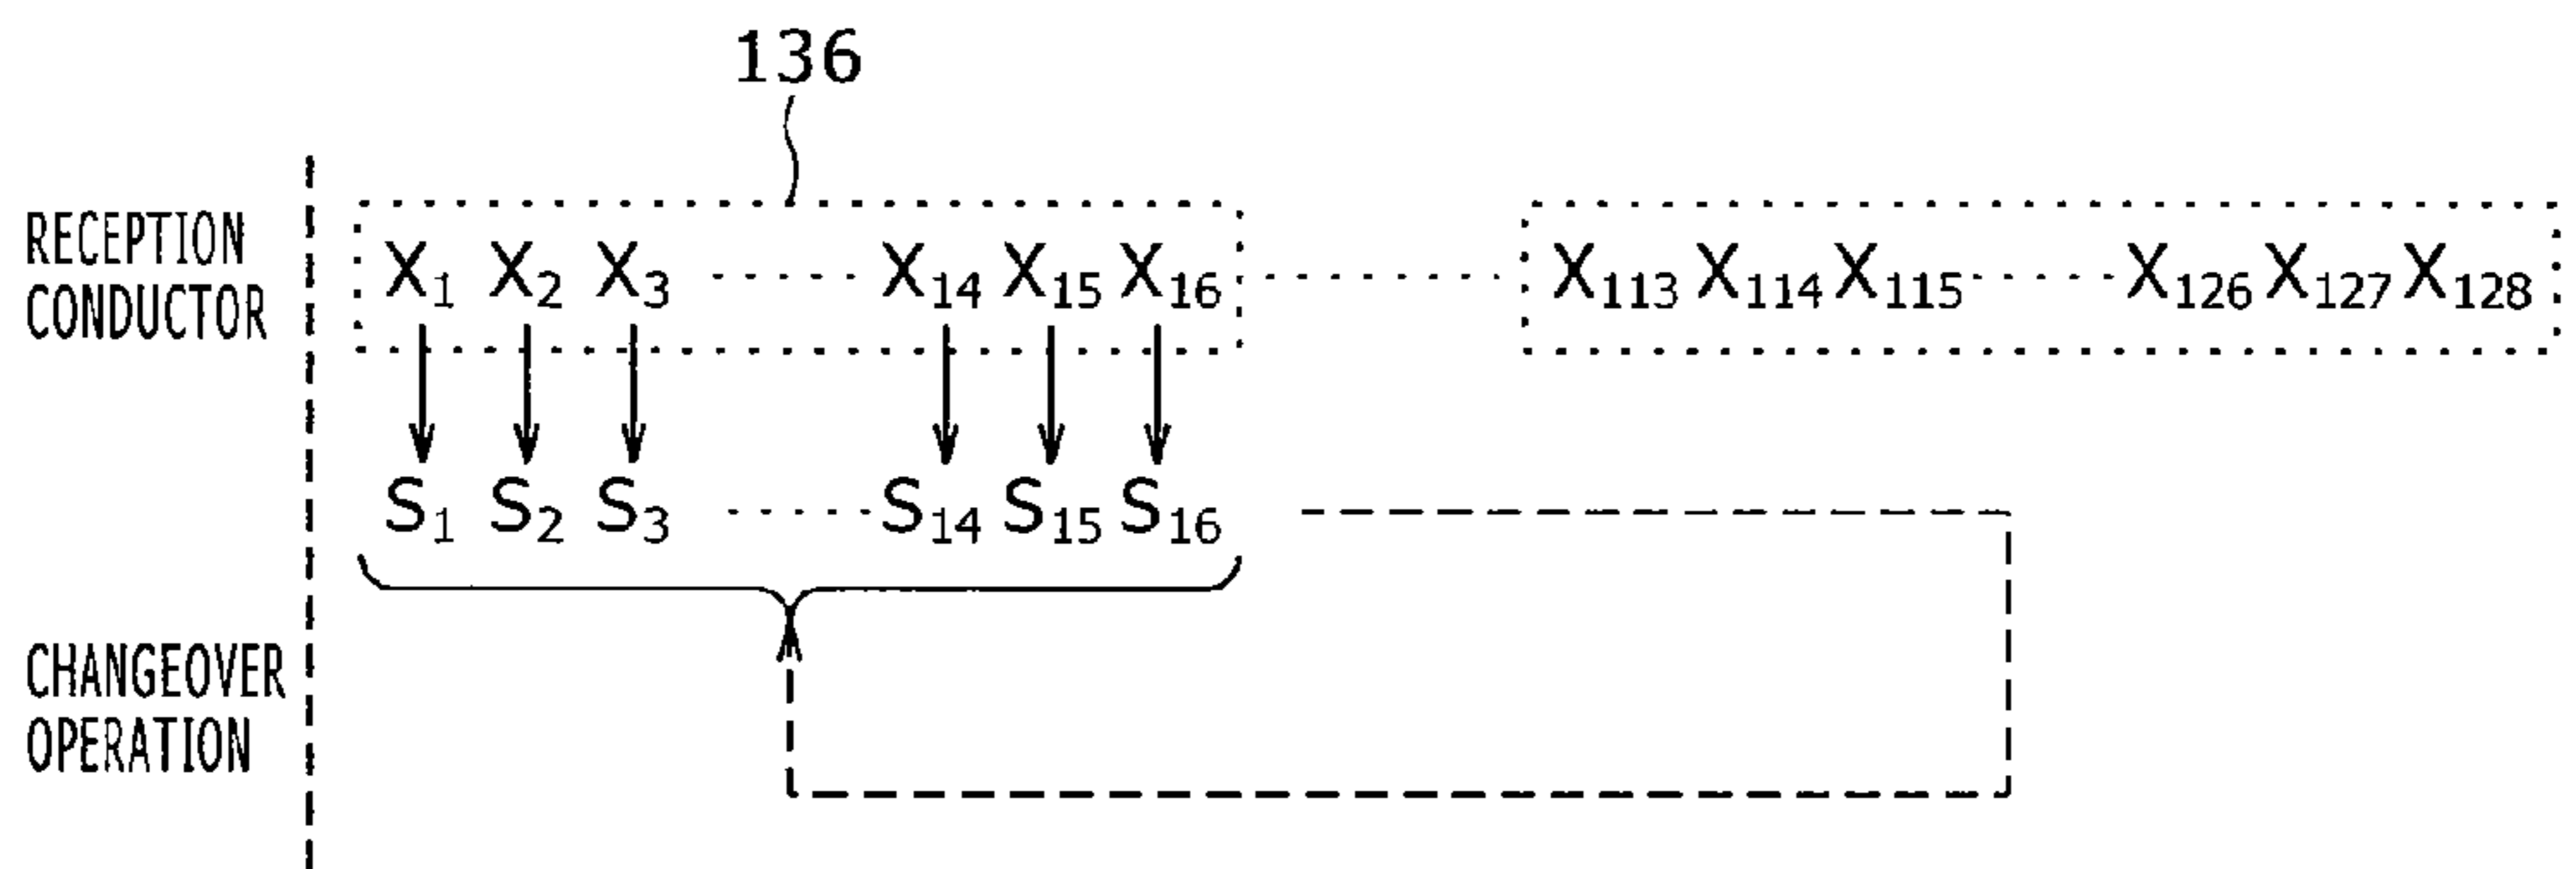 136
RECEPTION
CONDUCTOR
X₁ X₂ X₃ ······ X₁₄ X₁₅ X₁₆ ········ X₁₁₃ X₁₁₄ X₁₁₅ ······ X₁₂₆ X₁₂₇ X₁₂₈
S₁ S₂ S₃ ······ S₁₄ S₁₅ S₁₆
CHANGEOVER
OPERATION